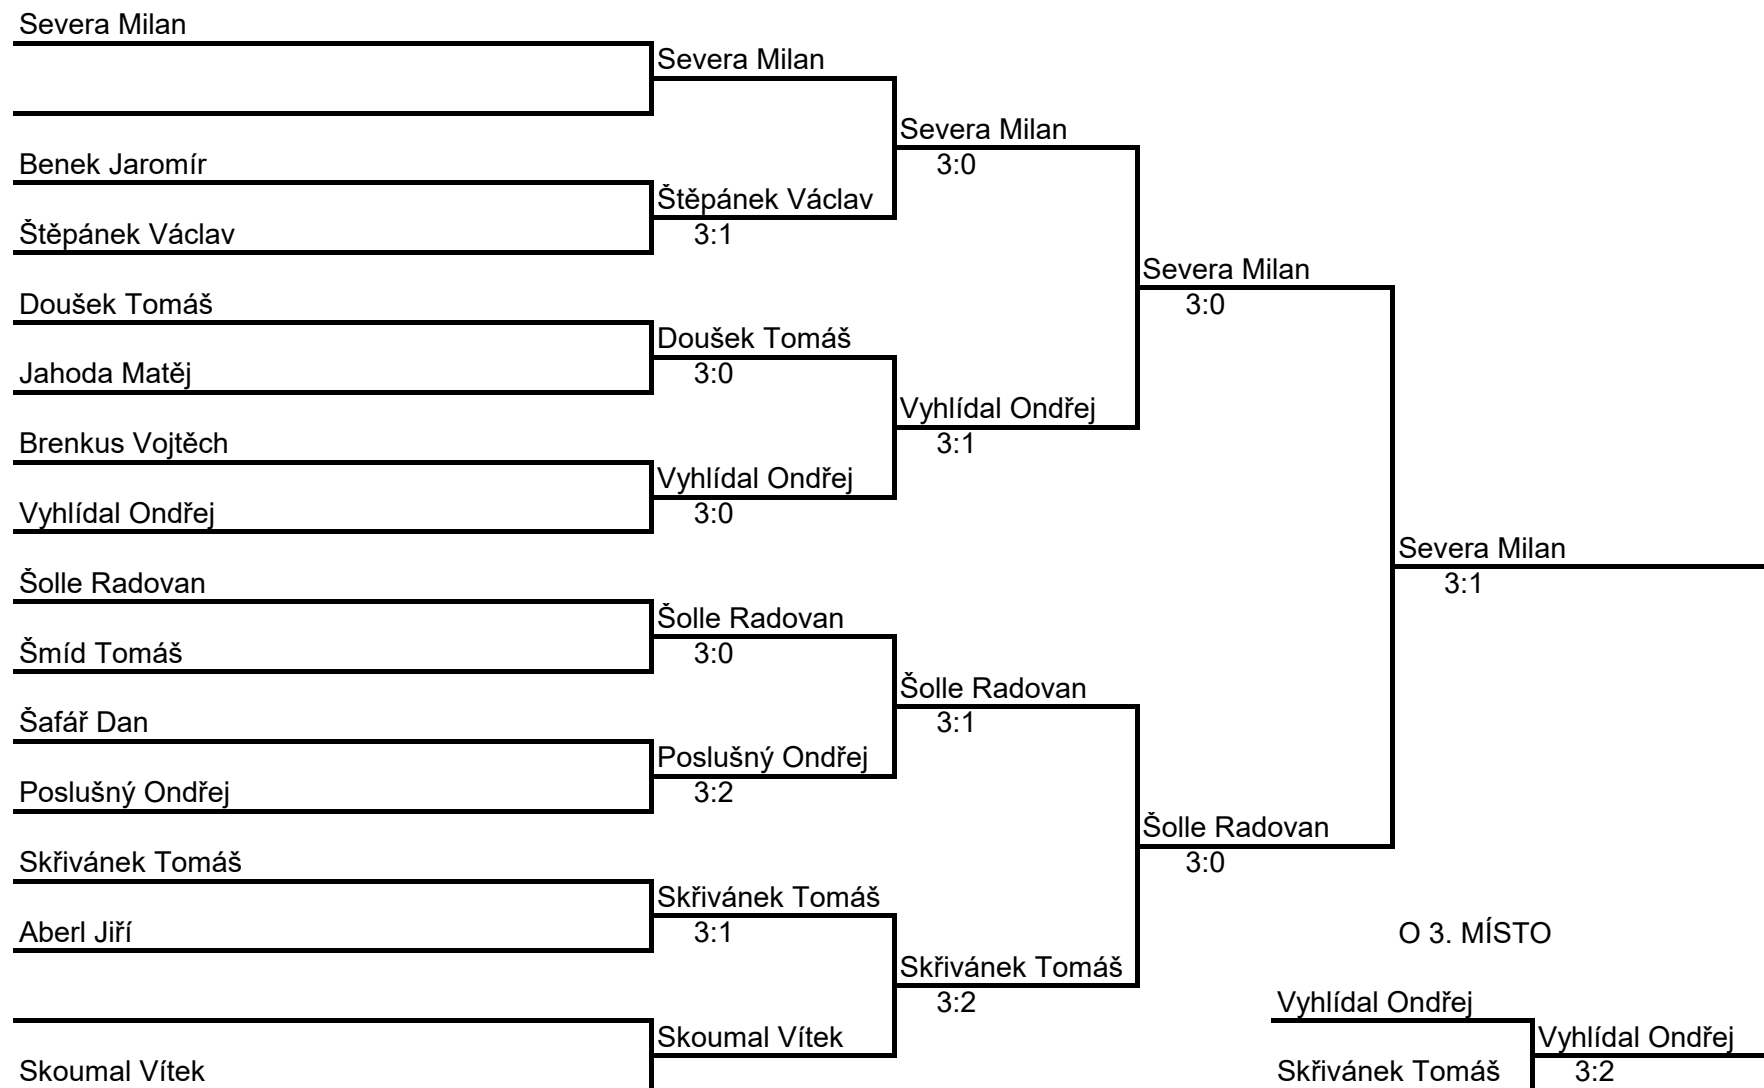 Severa Milan
Severa Milan
Severa Milan
Benek Jaromír
3:0
Štěpánek Václav
Štěpánek Václav
3:1
Severa Milan
Doušek Tomáš
3:0
Doušek Tomáš
Jahoda Matěj
3:0
Vyhlídal Ondřej
Brenkus Vojtěch
3:1
Vyhlídal Ondřej
Vyhlídal Ondřej
3:0
Severa Milan
Šolle Radovan
3:1
Šolle Radovan
Šmíd Tomáš
3:0
Šolle Radovan
Šafář Dan
3:1
Poslušný Ondřej
Poslušný Ondřej
3:2
Šolle Radovan
Skřivánek Tomáš
3:0
Skřivánek Tomáš
Aberl Jiří
3:1
O 3. MÍSTO
Skřivánek Tomáš
3:2
Vyhlídal Ondřej
Skoumal Vítek
Vyhlídal Ondřej
Skoumal Vítek
Skřivánek Tomáš
3:2